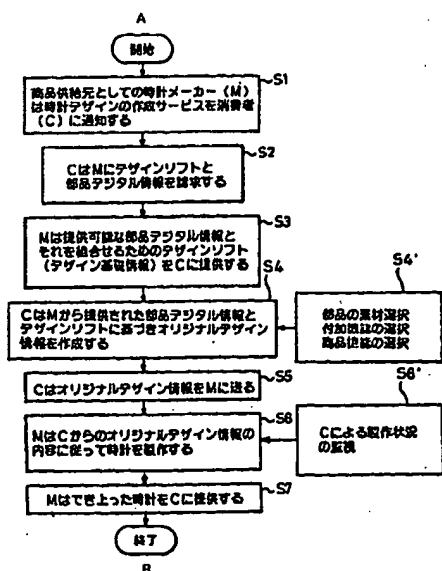 A
開始
S1
商品供給元としての時計メーカー(M)
は時計デザインの作成サービスを消費者
(C)に通知する
S2
CはMにデザインソフトと
部品デジタル情報を請求する
S3
Mは提供可能な部品デジタル情報と
それを組合せるためのデザインソフト
(デザイン基礎情報)をCに提供する
S4
CはMから提供された部品デジタル情報と
デザインソフトに基づきオリジナルデザイン
情報を作成する
S4'
部品の素材選択
付加機能の選択
商品機能の選択
S5
CはオリジナルデザインをMに送る
S6
MはCからのオリジナルデザイン情報の
内容に従って時計を製作する
S6'
Cによる製作状況
の監視
S7
Mはでき上った時計をCに提供する
終了
B